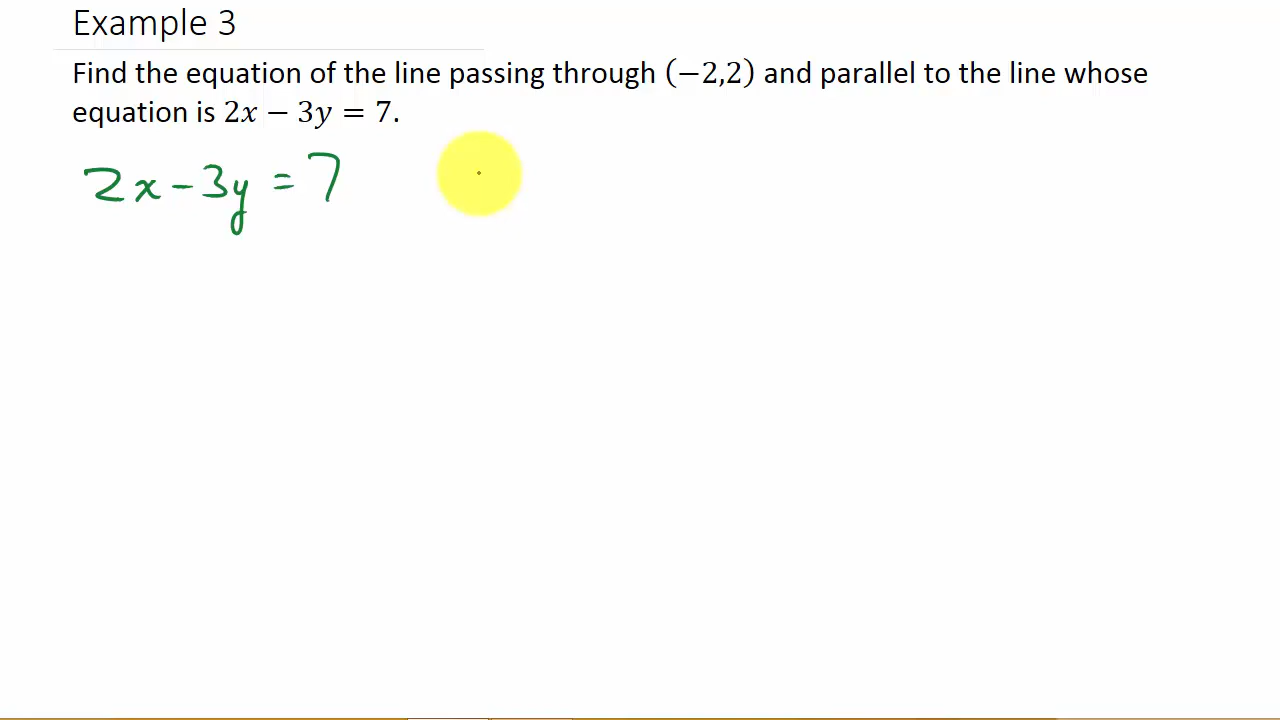 Example 3
Find the equation of the line passing through (−2,2) and parallel to the line whose
equation is 2x − 3y = 7.
2x - 3y = 7